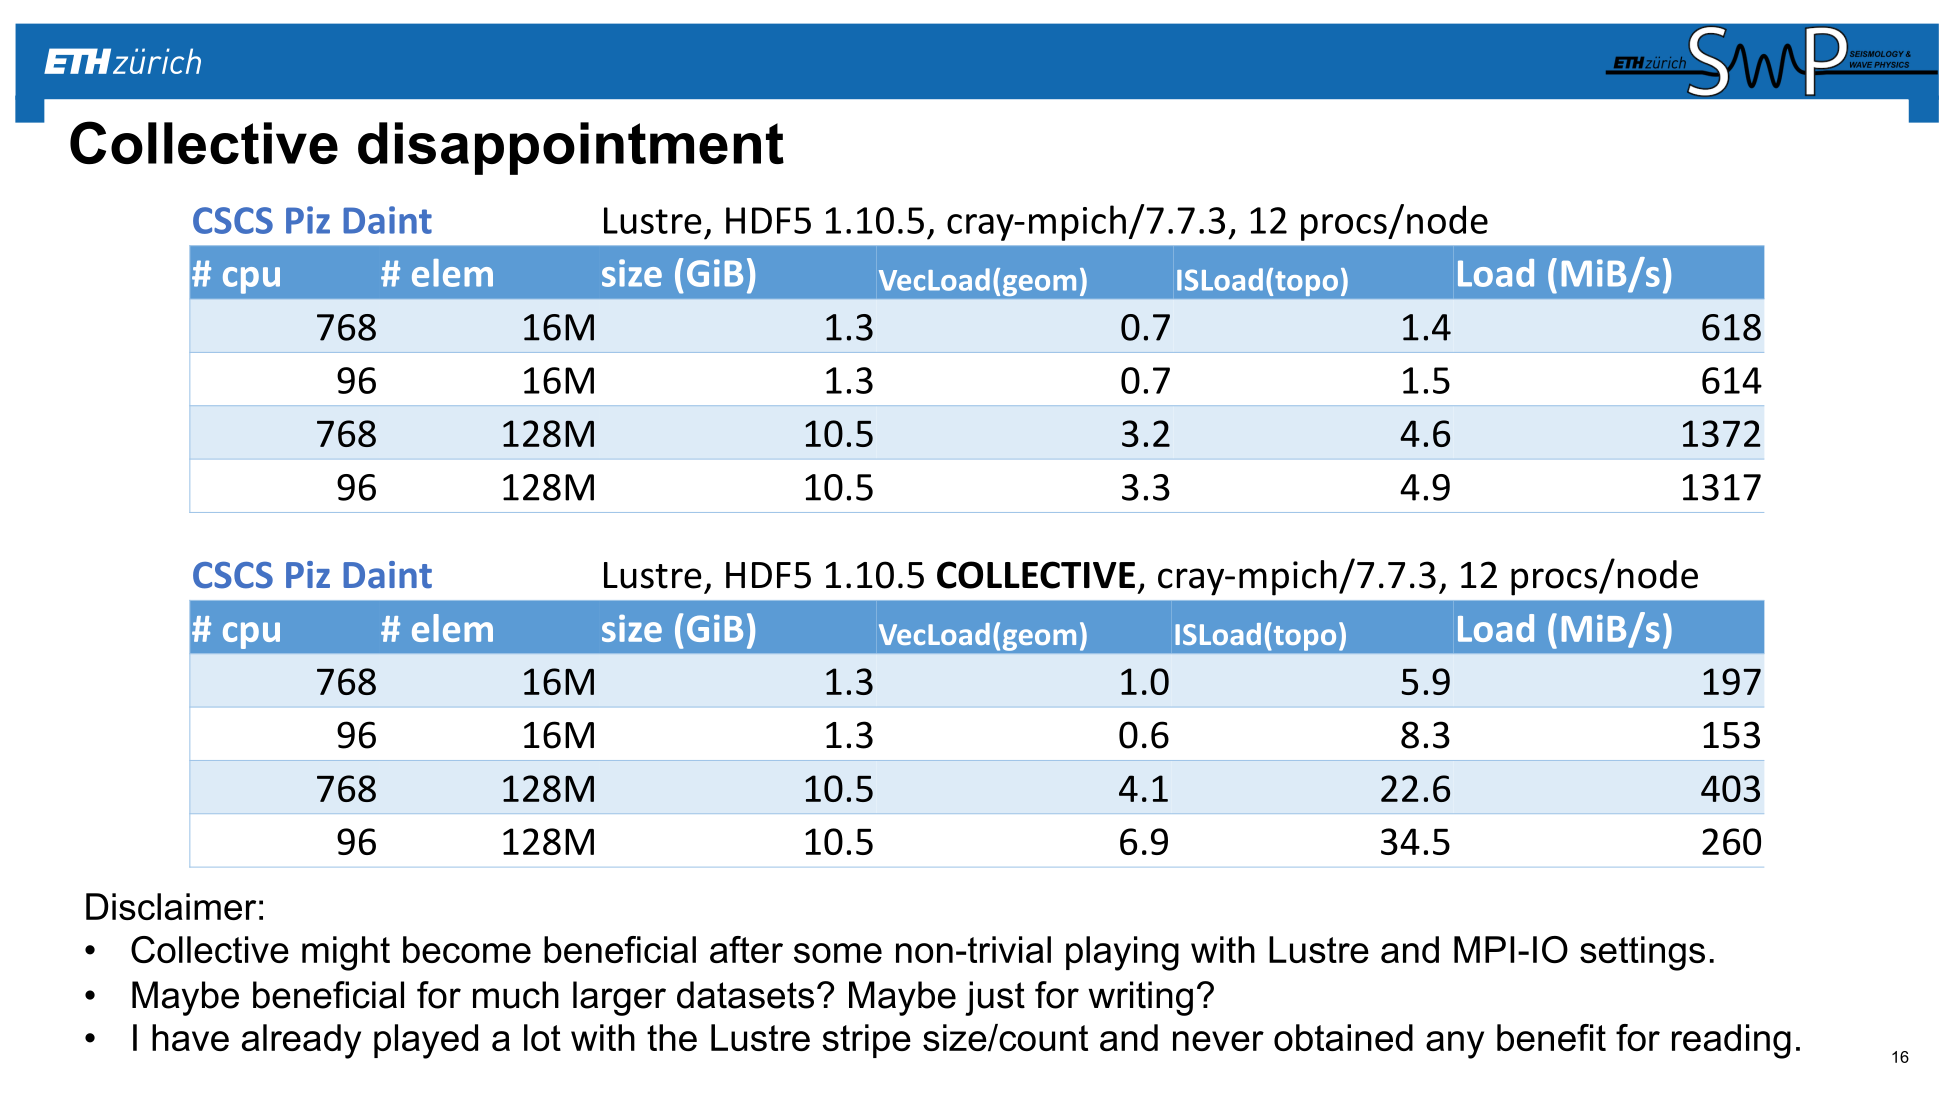 ETH zürich
ETH zürich SWP SEISMOLOGY &
WAVE PHYSICS
Collective disappointment
CSCS Piz Daint Lustre, HDF5 1.10.5, cray-mpich/7.7.3, 12 procs/node
# cpu # elem size (GiB) VecLoad(geom) ISLoad(topo) Load (MiB/s)
768 16M 1.3 0.7 1.4 618
96 16M 1.3 0.7 1.5 614
768 128M 10.5 3.2 4.6 1372
96 128M 10.5 3.3 4.9 1317
CSCS Piz Daint Lustre, HDF5 1.10.5 COLLECTIVE, cray-mpich/7.7.3, 12 procs/node
# cpu # elem size (GiB) VecLoad(geom) ISLoad(topo) Load (MiB/s)
768 16M 1.3 1.0 5.9 197
96 16M 1.3 0.6 8.3 153
768 128M 10.5 4.1 22.6 403
96 128M 10.5 6.9 34.5 260
Disclaimer:
• Collective might become beneficial after some non-trivial playing with Lustre and MPI-IO settings.
• Maybe beneficial for much larger datasets? Maybe just for writing?
• I have already played a lot with the Lustre stripe size/count and never obtained any benefit for reading.
16